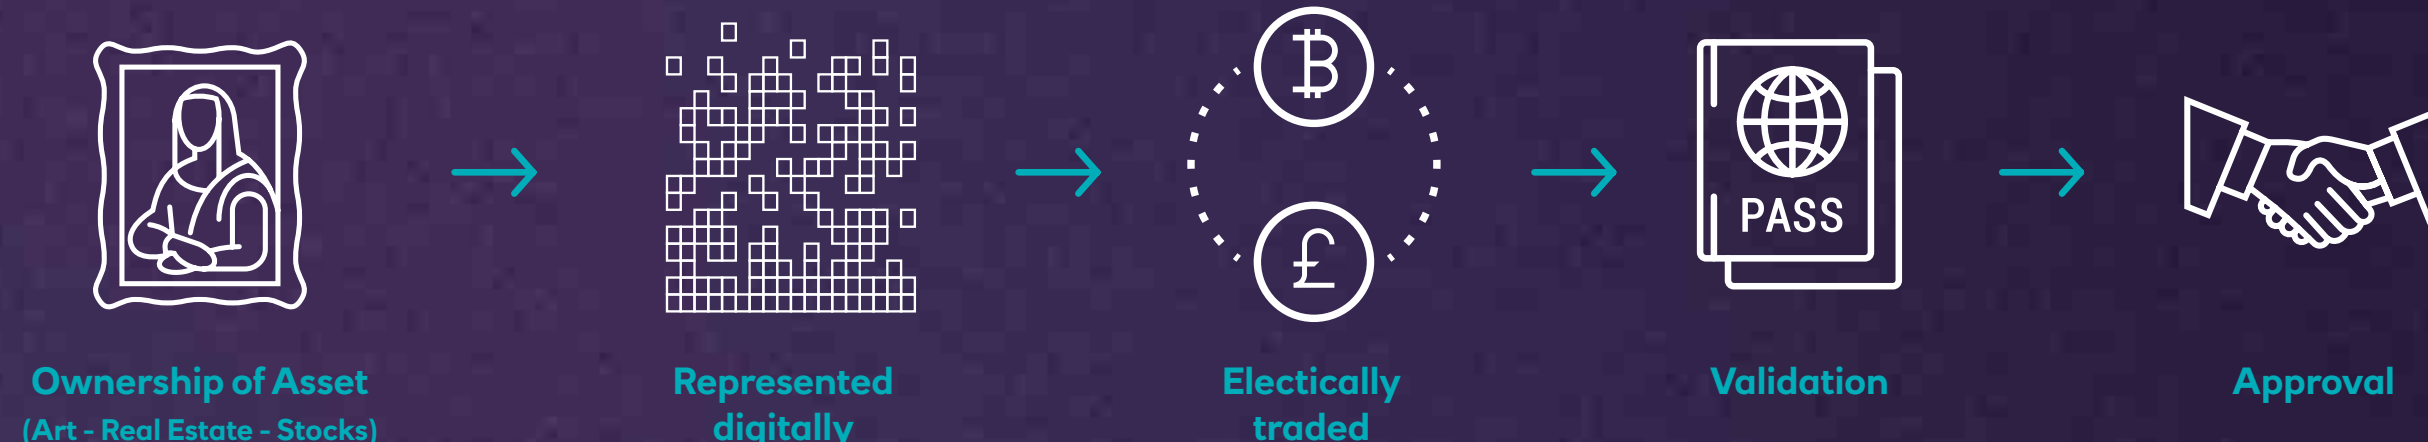 PASS
Ownership of Asset
(Art - Real Estate - Stocks)
Represented
digitally
Electically
traded
Validation
Approval